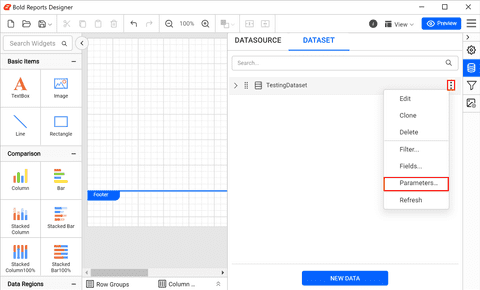 Bold Reports Designer
100%
View
Preview
Search Widgets
Basic Items
TextBox
Image
Line
Rectangle
Comparison
Column
Bar
Stacked Column
Stacked Bar
Stacked Column100%
Stacked Bar100%
Data Regions
Footer
Row Groups
Column ...
DATASOURCE
DATASET
Search...
TestingDataset
Edit
Clone
Delete
Filter...
Fields...
Parameters...
Refresh
NEW DATA